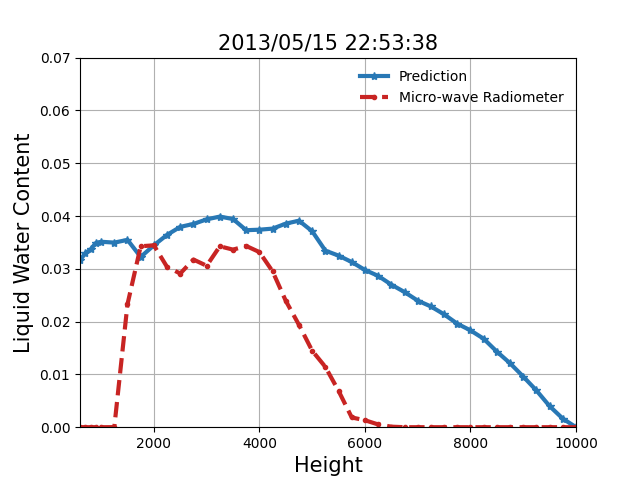 2013/05/15 22:53:38
0.07
0.06
0.05
0.04
0.03
0.02
0.01
0.00
Liquid Water Content
Prediction
Micro-wave Radiometer
2000 4000 6000 8000 10000
Height